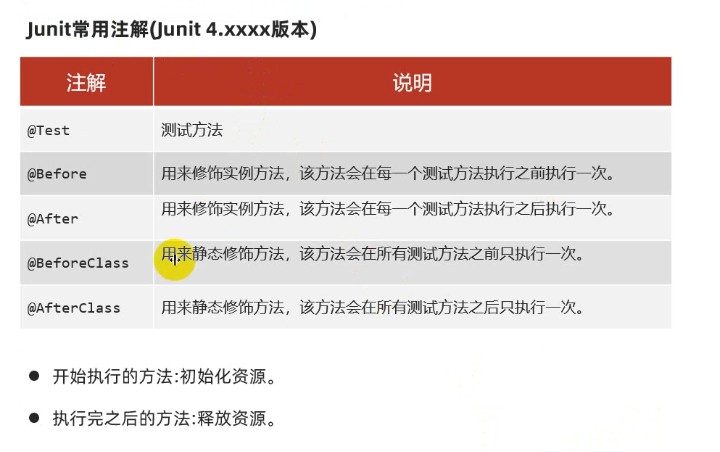 Junit常用注解(Junit 4.xxxx版本)
注解 说明
@Test 测试方法
@Before 用来修饰实例方法，该方法会在每一个测试方法执行之前执行一次。
@After 用来修饰实例方法，该方法会在每一个测试方法执行之后执行一次。
@BeforeClass 用来静态修饰方法，该方法会在所有测试方法之前只执行一次。
@AfterClass 用来静态修饰方法，该方法会在所有测试方法之后只执行一次。
● 开始执行的方法:初始化资源。
● 执行完之后的方法:释放资源。